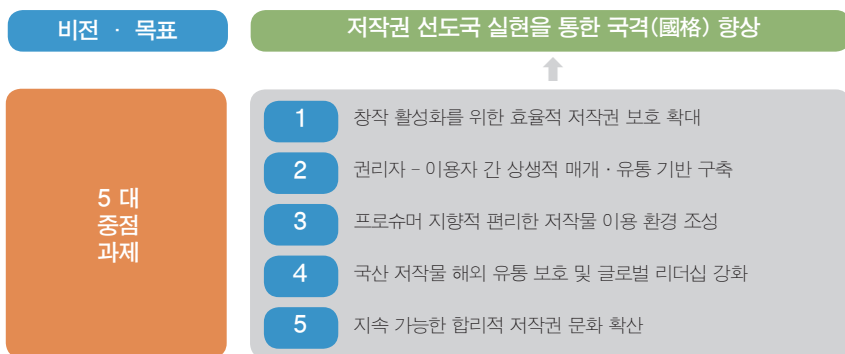 비전 · 목표
저작권 선도국 실현을 통한 국격(國格) 향상
5 대
중점
과제
1 창작 활성화를 위한 효율적 저작권 보호 확대
2 권리자 – 이용자 간 상생적 매개 · 유통 기반 구축
3 프로슈머 지향적 편리한 저작물 이용 환경 조성
4 국산 저작물 해외 유통 보호 및 글로벌 리더십 강화
5 지속 가능한 합리적 저작권 문화 확산